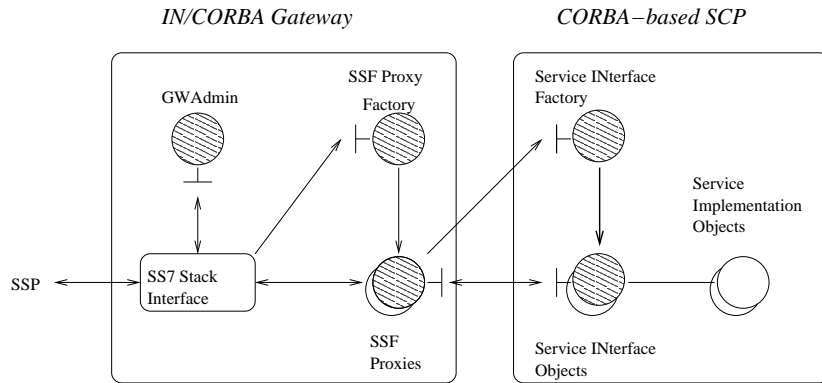 IN/CORBA Gateway
CORBA−based SCP
GWAdmin
SSF Proxy
Factory
Service INterface
Factory
Service
Implementation
Objects
SSP
SS7 Stack
Interface
SSF
Proxies
Service INterface
Objects